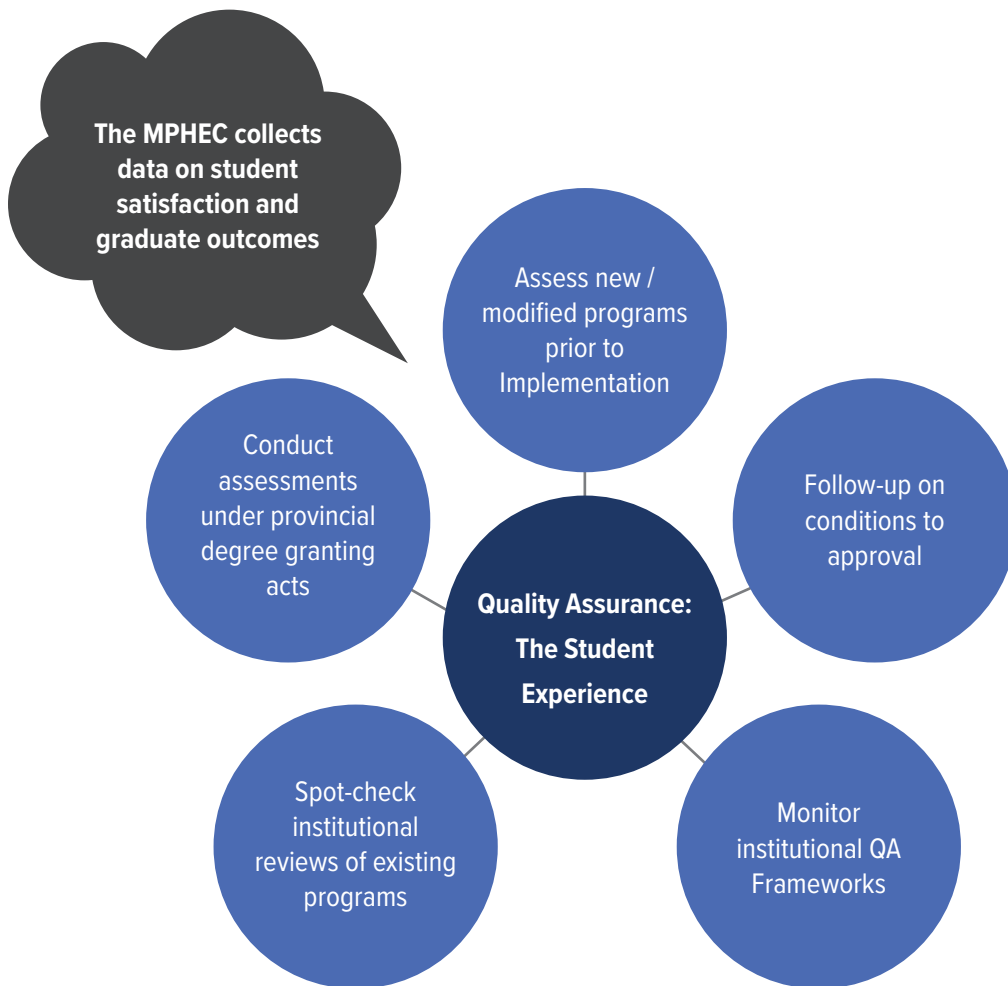 The MPHEC collects
data on student
satisfaction and
graduate outcomes
Assess new /
modified programs
prior to
Implementation
Conduct
assessments
under provincial
degree granting
acts
Follow-up on
conditions to
approval
Quality Assurance:
The Student
Experience
Spot-check
institutional
reviews of existing
programs
Monitor
institutional QA
Frameworks